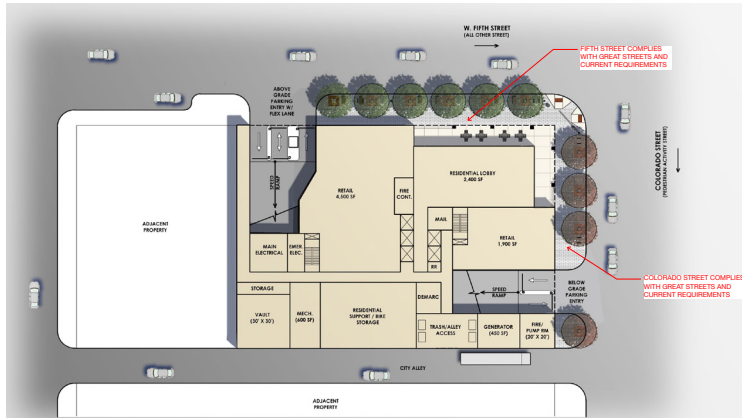 W. FIFTH STREET
(ALL OTHER STREET)
FIFTH STREET COMPLIES
WITH GREAT STREETS AND
CURRENT REQUIREMENTS
ABOVE
GRADE
PARKING
ENTRY W/
FLEX LANE
COLORADO STREET
(PEDESTRIAN ACTIVITY STREET)
SPEED
RAMP
RETAIL
4,500 SF
FIRE
CONT.
RESIDENTIAL LOBBY
2,400 SF
ADJACENT
PROPERTY
MAIL
RETAIL
1,900 SF
MAIN
ELECTRICAL
EMER.
ELEC.
RR
COLORADO STREET COMPLIES
WITH GREAT STREETS AND
CURRENT REQUIREMENTS
STORAGE
SPEED
RAMP
BELOW
GRADE
PARKING
ENTRY
DEMARC
VAULT
(30' X 30')
MECH.
(600 SF)
RESIDENTIAL
SUPPORT / BIKE
STORAGE
TRASH/ALLEY
ACCESS
GENERATOR
(450 SF)
FIRE/
PUMP RM
(20' X 20')
CITY ALLEY
ADJACENT
PROPERTY